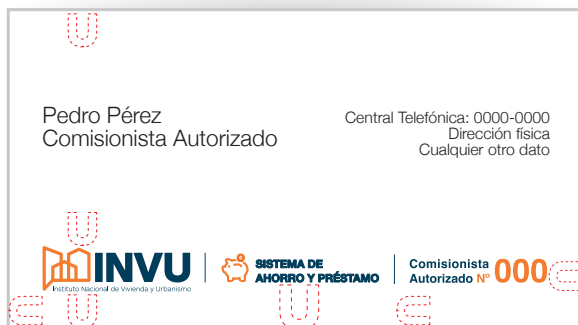 Pedro Pérez
Comisionista Autorizado
Central Telefónica: 0000-0000
Dirección física
Cualquier otro dato
INVU
Instituto Nacional de Vivienda y Urbanismo
SISTEMA DE
AHORRO Y PRÉSTAMO
Comisionista
Autorizado Nº 000